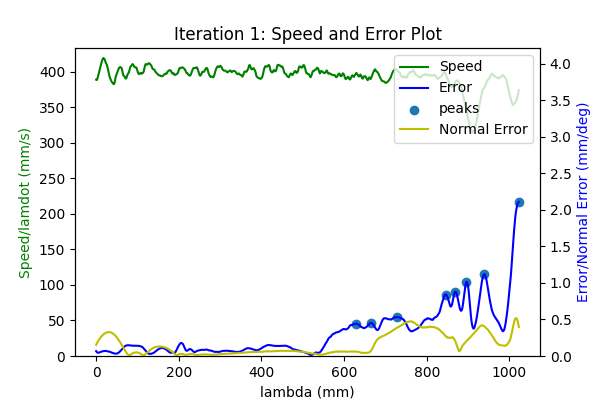 Iteration 1: Speed and Error Plot
Speed
Error
peaks
Normal Error
Speed/lamdot (mm/s)
400
350
300
250
200
150
100
50
0
4.0
3.5
3.0
2.5
2.0
1.5
1.0
0.5
0.0
Error/Normal Error (mm/deg)
0 200 400 600 800 1000
lambda (mm)